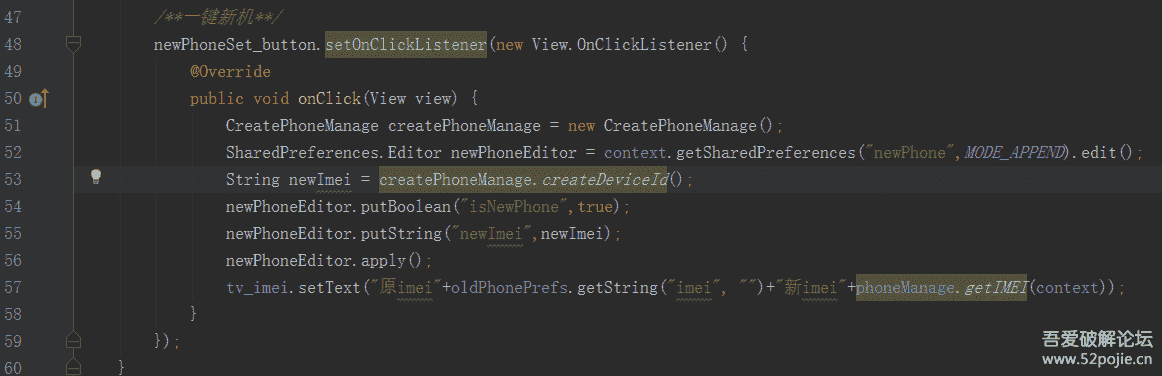 47 /**一键新机**/
48 newPhoneSet_button.setOnClickListener(new View.OnClickListener() {
49 @Override
50 public void onClick(View view) {
51 CreatePhoneManage createPhoneManage = new CreatePhoneManage();
52 SharedPreferences.Editor newPhoneEditor = context.getSharedPreferences("newPhone",MODE_APPEND).edit();
53 String newImei = createPhoneManage.createDeviceId();
54 newPhoneEditor.putBoolean("isNewPhone",true);
55 newPhoneEditor.putString("newImei",newImei);
56 newPhoneEditor.apply();
57 tv_imei.setText("原imei"+oldPhonePrefs.getString("imei", "")+"新imei"+phoneManage.getIMEI(context));
58 }
59 });
60 }
吾爱破解论坛
www.52pojie.cn